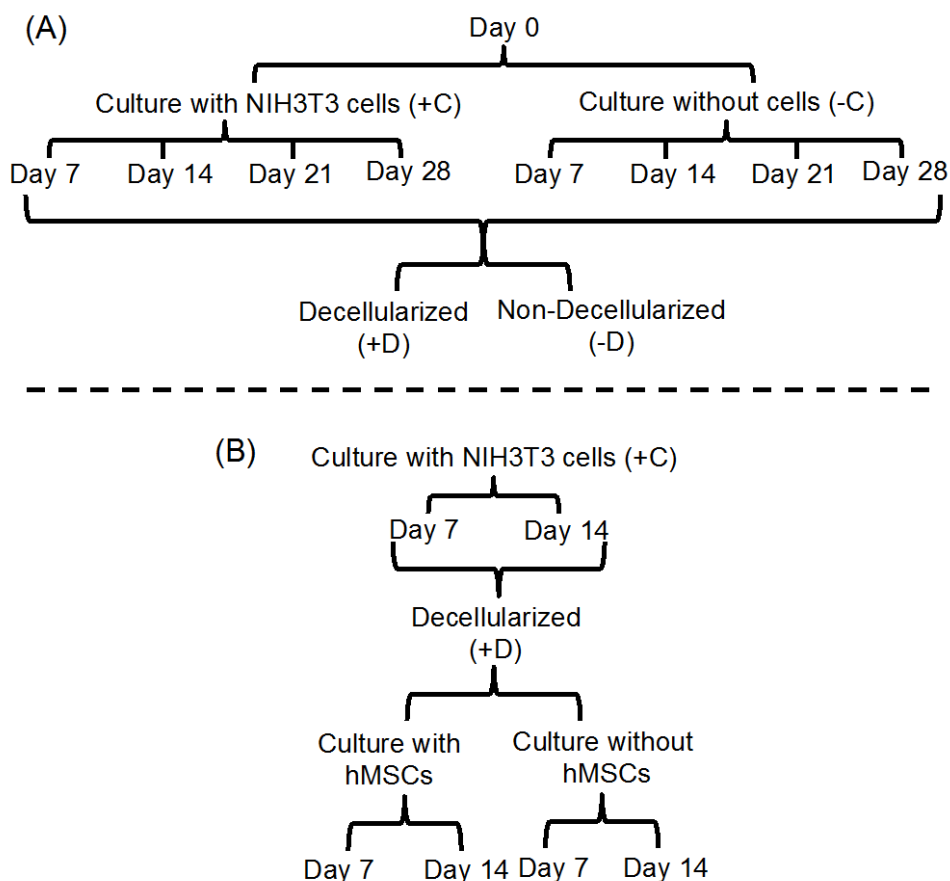 (A)
Day 0
Culture with NIH3T3 cells (+C)
Culture without cells (-C)
Day 7
Day 14
Day 21
Day 28
Day 7
Day 14
Day 21
Day 28
Decellularized
(+D)
Non-Decellularized
(-D)
(B)
Culture with NIH3T3 cells (+C)
Day 7
Day 14
Decellularized
(+D)
Culture with
hMSCs
Culture without
hMSCs
Day 7
Day 14
Day 7
Day 14